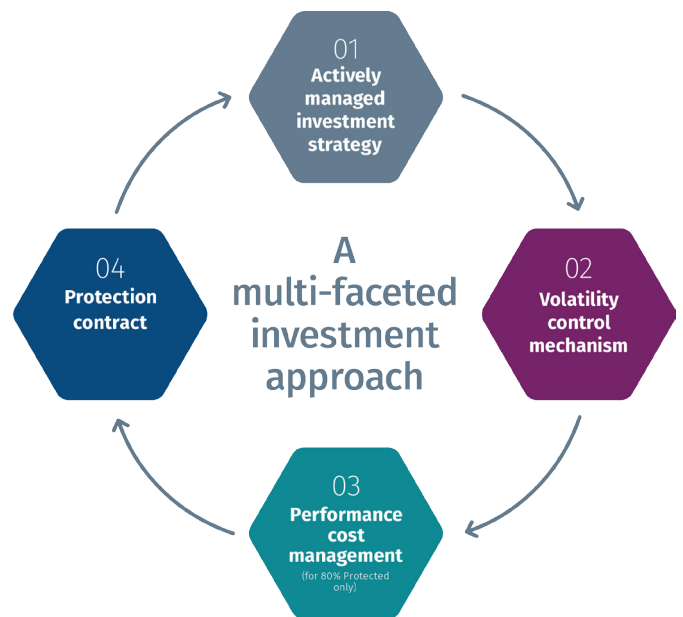 01
Actively
managed
investment
strategy
A
multi-faceted
investment
approach
02
Volatility
control
mechanism
03
Performance
cost
management
(for 80% Protected
only)
04
Protection
contract